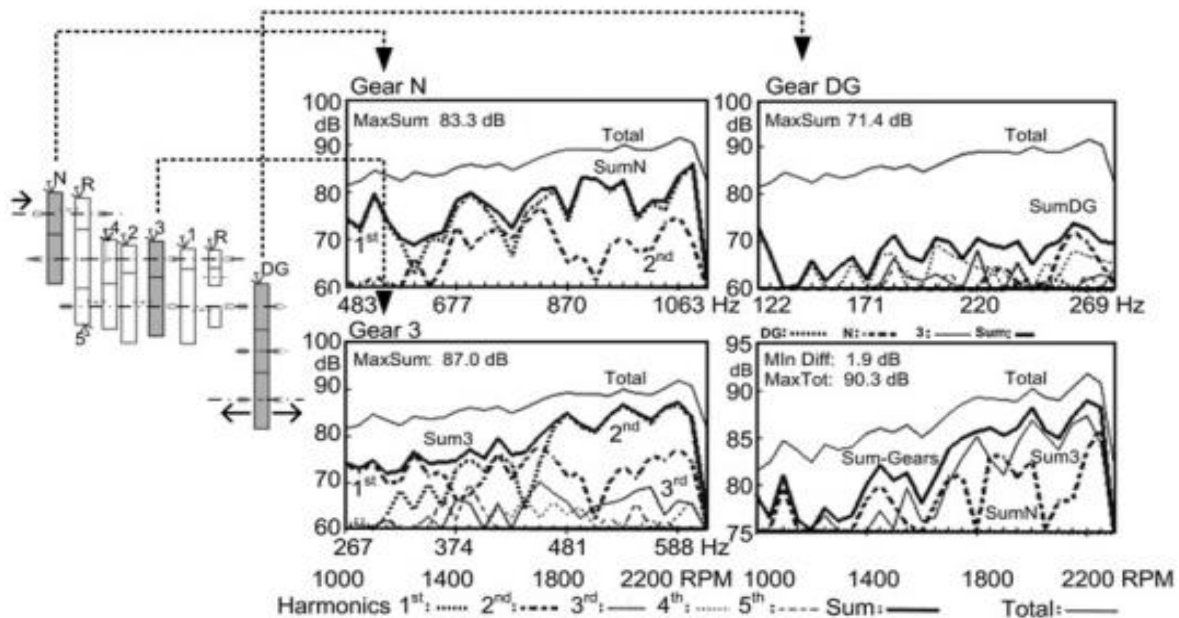 Gear N
100
dB
90
80
70
60
MaxSum 83.3 dB
Total
SumN
1st
2nd
483
677
870
1063 Hz
Gear DG
100
dB
90
80
70
60
MaxSum 71.4 dB
Total
SumDG
122
171
220
269 Hz
N
R
4
2
3
1
R
DG
5
Gear 3
100
dB
90
80
70
60
MaxSum: 87.0 dB
Total
Sum3
1st
2nd
3rd
267
374
481
588 Hz
1000
1400
1800
2200 RPM
DG: N: 3: Sum:
95
dB
90
85
80
75
MIn Diff: 1.9 dB
MaxTot: 90.3 dB
Total
Sum-Gears
Sum3
SumN
1000
1400
1800
2200 RPM
Harmonics 1st: 2nd: 3rd: 4th: 5th: Sum: Total: